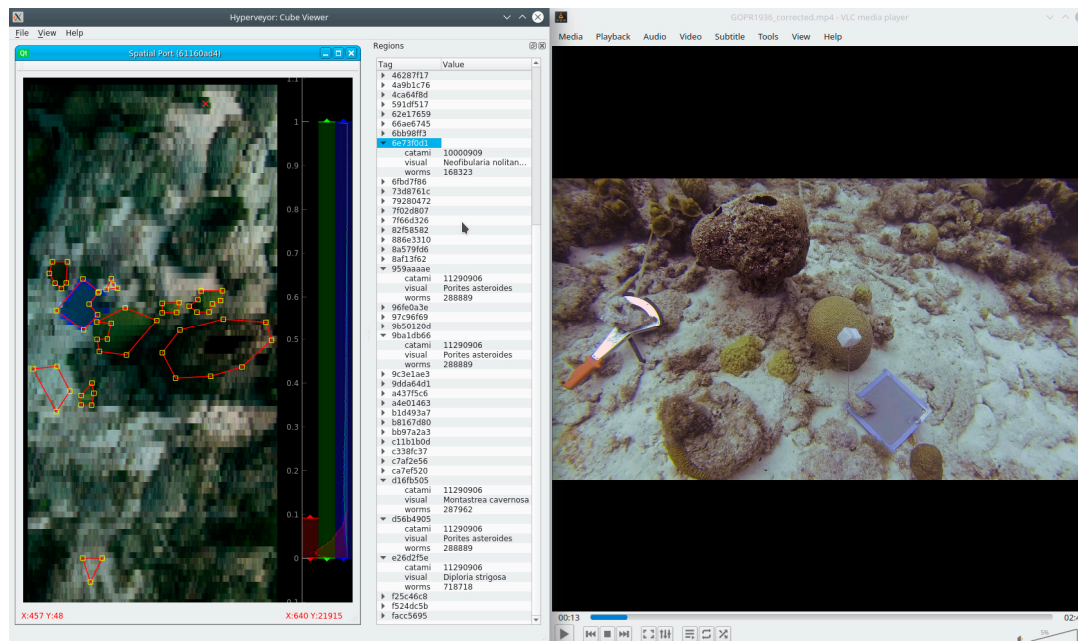 Hyperveyor: Cube Viewer
File View Help
Spatial Port (61160ad4)
1.1
1
0.9
0.8
0.7
0.6
0.5
0.4
0.3
0.2
0.1
0
-0.1
X:457 Y:48
X:640 Y:21915
Regions
Tag Value
46287f17
4a9b1c76
4ca64f8d
591df517
62e17659
66ae6745
6bb98ff3
6e73f0d1
catami 10000909
visual Neofibularia nolitan...
worms 168323
6fbd7f86
73d8761c
79280472
7f02d807
7f66d326
82f58582
886e3310
8a579fd6
8af13f62
959aaaae
catami 11290906
visual Porites asteroides
worms 288889
96fe0a3e
97c96f69
9b50120d
9ba1db66
catami 11290906
visual Porites asteroides
worms 288889
9c3e1ae3
9dda64d1
a437f5c6
a4e01463
b1d493a7
b8167d80
bb97a2a3
c11b1b0d
c338fc37
c7af2e56
ca7ef520
d16fb505
catami 11290906
visual Montastrea cavernosa
worms 287962
d56b4905
catami 11290906
visual Porites asteroides
worms 288889
e26d2f5e
catami 11290906
visual Diploria strigosa
worms 718718
f25c46c8
f524dc5b
facc5695
GOPR1936_corrected.mp4 - VLC media player
Media Playback Audio Video Subtitle Tools View Help
00:13
5%